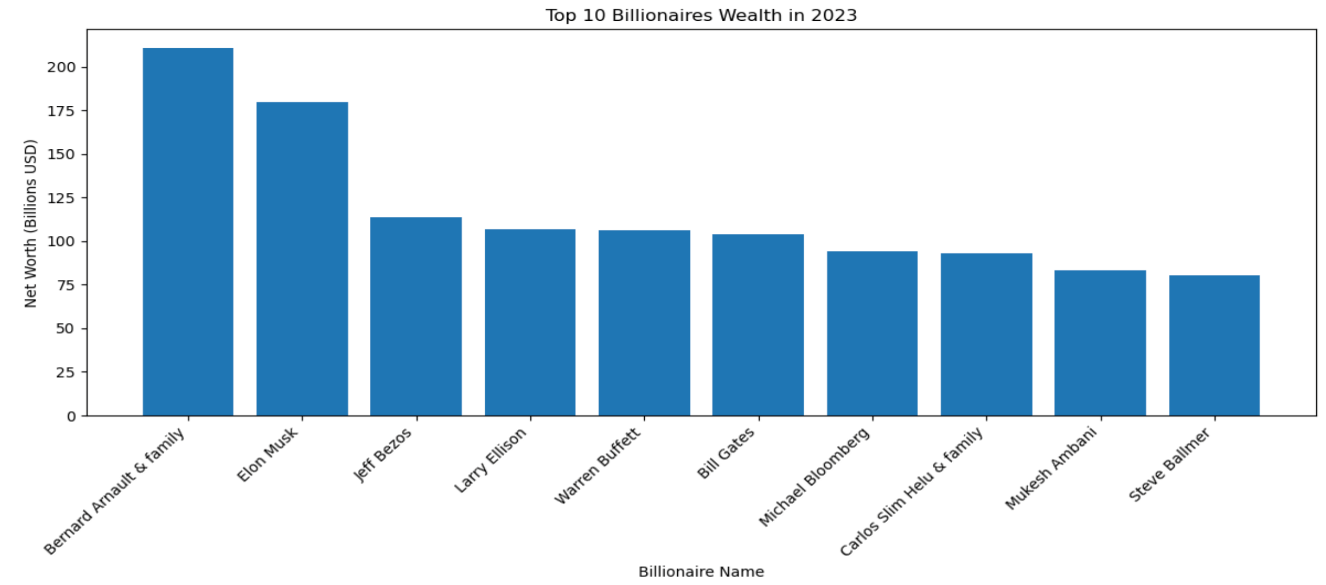 Top 10 Billionaires Wealth in 2023
Net Worth (Billions USD)
200
175
150
125
100
75
50
25
0
Bernard Arnault & family
Elon Musk
Jeff Bezos
Larry Ellison
Warren Buffett
Bill Gates
Michael Bloomberg
Carlos Slim Helu & family
Mukesh Ambani
Steve Ballmer
Billionaire Name